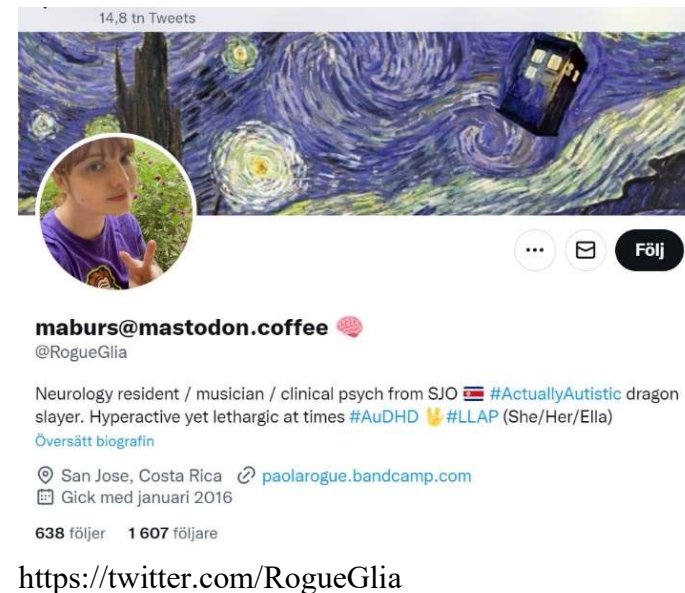 14,8 tn Tweets
Följ
maburs@mastodon.coffee 🧠
@RogueGlia
Neurology resident / musician / clinical psych from SJO 🇨🇷 #ActuallyAutistic dragon
slayer. Hyperactive yet lethargic at times #AuDHD 🖖 #LLAP (She/Her/Ella)
Översätt biografin
San Jose, Costa Rica paolarogue.bandcamp.com
Gick med januari 2016
638 följer 1 607 följare
https://twitter.com/RogueGlia